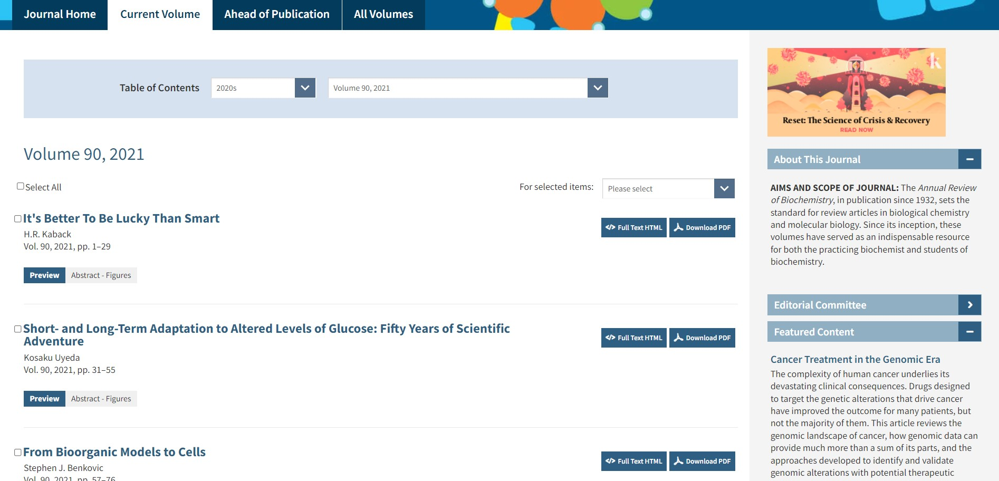 Journal Home
Current Volume
Ahead of Publication
All Volumes
Table of Contents
2020s
Volume 90, 2021
Volume 90, 2021
Select All
For selected items:
Please select
It's Better To Be Lucky Than Smart
H.R. Kaback
Vol. 90, 2021, pp. 1–29
Full Text HTML
Download PDF
Preview
Abstract - Figures
Short- and Long-Term Adaptation to Altered Levels of Glucose: Fifty Years of Scientific
Adventure
Kosaku Uyeda
Vol. 90, 2021, pp. 31–55
Full Text HTML
Download PDF
Preview
Abstract - Figures
From Bioorganic Models to Cells
Stephen J. Benkovic
Vol. 90, 2021, pp. 57–76
Full Text HTML
Download PDF
k
Reset: The Science of Crisis & Recovery
READ NOW
About This Journal
AIMS AND SCOPE OF JOURNAL: The Annual Review
of Biochemistry, in publication since 1932, sets the
standard for review articles in biological chemistry
and molecular biology. Since its inception, these
volumes have served as an indispensable resource
for both the practicing biochemist and students of
biochemistry.
Editorial Committee
Featured Content
Cancer Treatment in the Genomic Era
The complexity of human cancer underlies its
devastating clinical consequences. Drugs designed
to target the genetic alterations that drive cancer
have improved the outcome for many patients, but
not the majority of them. This article reviews the
genomic landscape of cancer, how genomic data can
provide much more than a sum of its parts, and the
approaches developed to identify and validate
genomic alterations with potential therapeutic